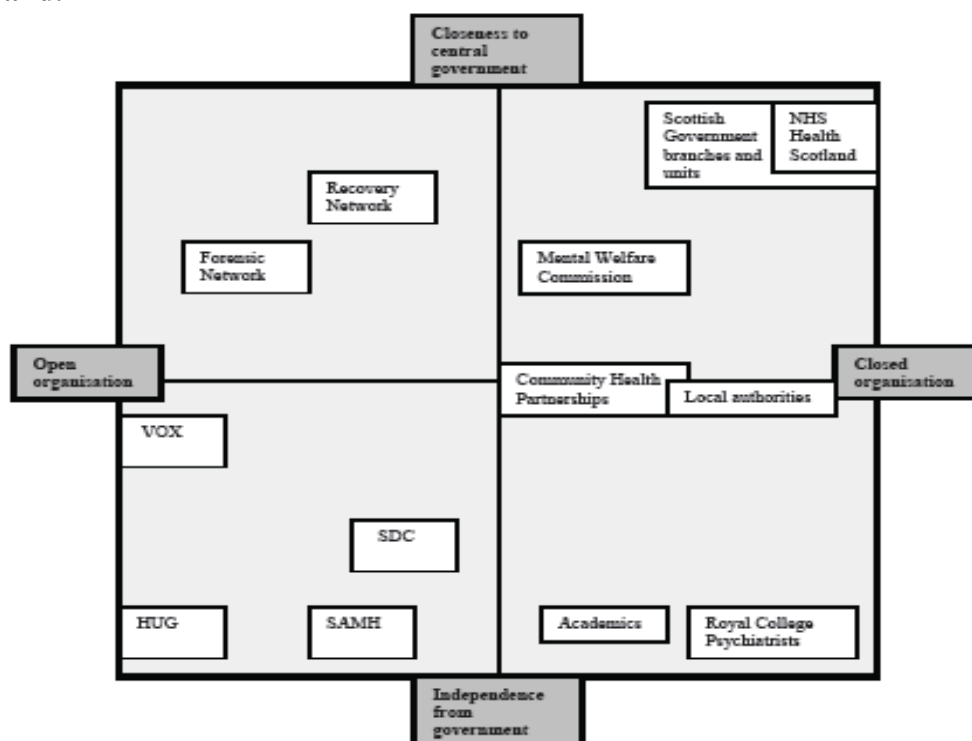 Closeness to
central
government
Scottish
Government
branches and
units
NHS
Health
Scotland
Recovery
Network
Forensic
Network
Mental Welfare
Commission
Open
organisation
Closed
organisation
Community Health
Partnerships
Local authorities
VOX
SDC
HUG
SAMH
Academics
Royal College
Psychiatrists
Independence
from
government